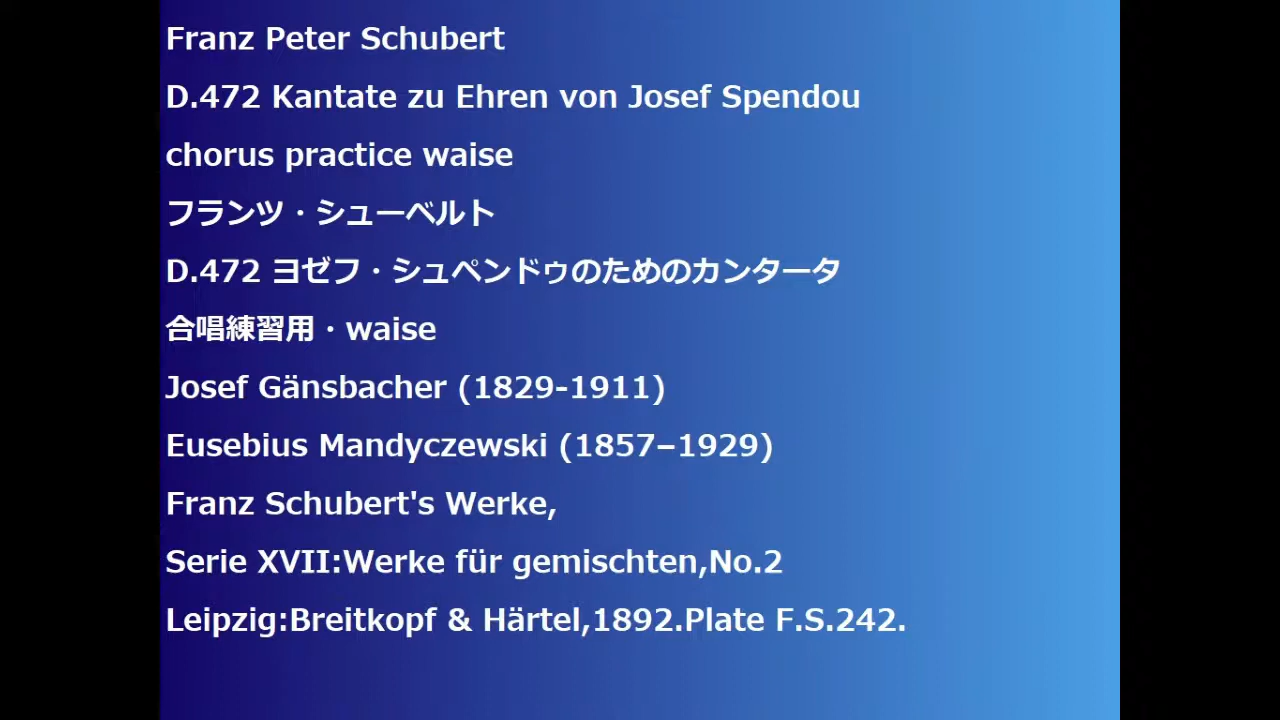 Franz Peter Schubert
D.472 Kantate zu Ehren von Josef Spendou
chorus practice waise
フランツ・シューベルト
D.472 ヨゼフ・シュペンドゥのためのカンタータ
合唱練習用・waise
Josef Gänsbacher (1829-1911)
Eusebius Mandyczewski (1857–1929)
Franz Schubert's Werke,
Serie XVII:Werke für gemischten,No.2
Leipzig:Breitkopf & Härtel,1892.Plate F.S.242.